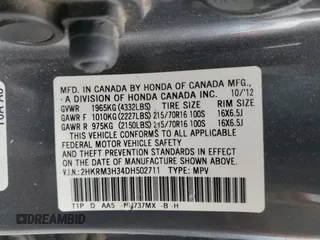 MFD. IN CANADA BY HONDA OF CANADA MFG.,
A DIVISION OF HONDA CANADA INC. 10/'12
GVWR 1965KG (4332LBS) TIRE SIZE RIM SIZE
GAWR F 1010KG (2227LBS) 215/70R16 100S 16X6.5J
GAWR R 975KG (2150LBS) 215/70R16 100S 16X6.5J
THIS VEHICLE CONFORMS TO ALL APPLICABLE
FEDERAL MOTOR VEHICLE SAFETY AND THEFT
PREVENTION STANDARDS IN EFFECT ON THE
DATE OF MANUFACTURE SHOWN ABOVE.
V.I.N: 2HKRM3H34DH502711 TYPE: MPV
AA5 B H
DREAMBID